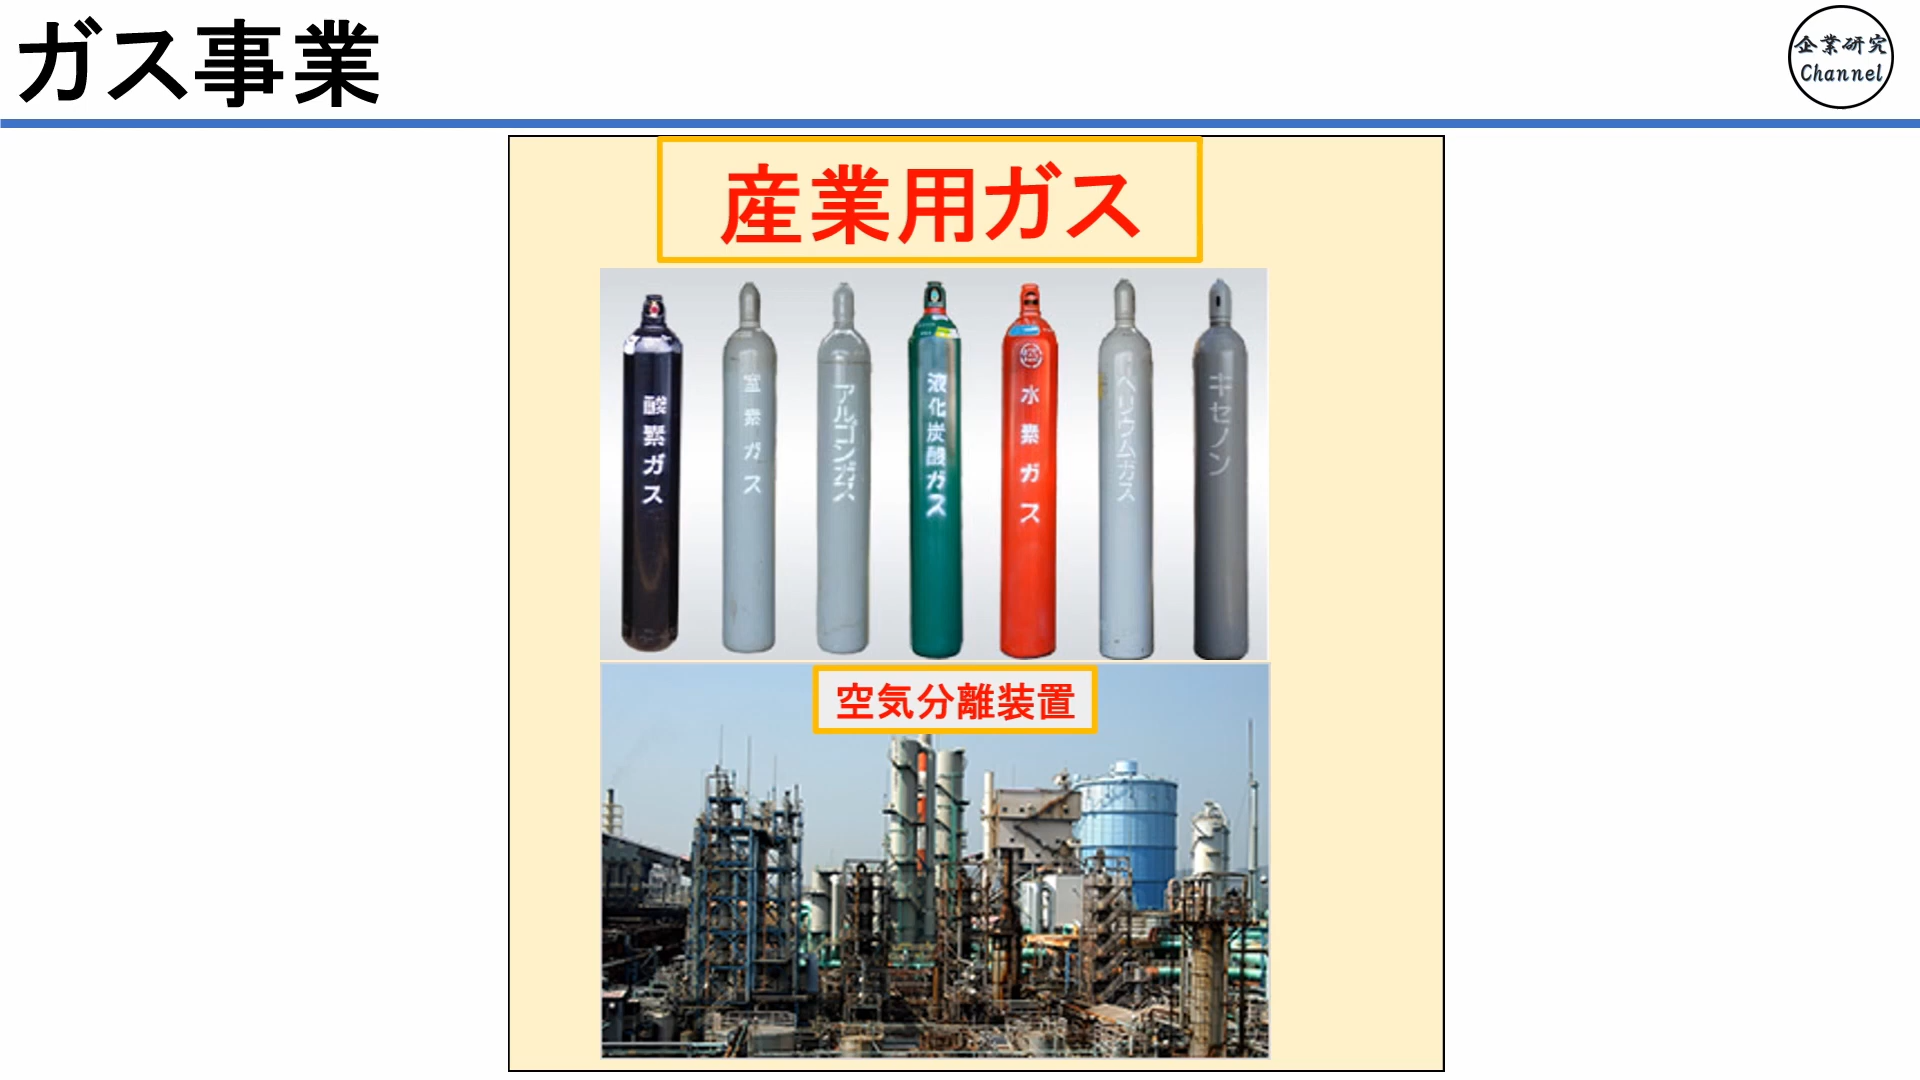 ガス事業
企業研究
Channel
産業用ガス
酸素ガス
窒素ガス
アルゴンガス
液化炭酸ガス
水素ガス
ヘリウムガス
キセノン
空気分離装置